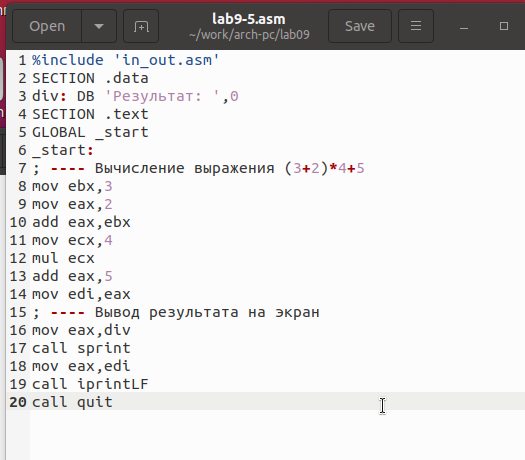 Open
lab9-5.asm
~/work/arch-pc/lab09
Save
1 %include 'in_out.asm'
2 SECTION .data
3 div: DB 'Результат: ',0
4 SECTION .text
5 GLOBAL _start
6 _start:
7 ; ---- Вычисление выражения (3+2)*4+5
8 mov ebx,3
9 mov eax,2
10 add eax,ebx
11 mov ecx,4
12 mul ecx
13 add eax,5
14 mov edi,eax
15 ; ---- Вывод результата на экран
16 mov eax,div
17 call sprint
18 mov eax,edi
19 call iprintLF
20 call quit